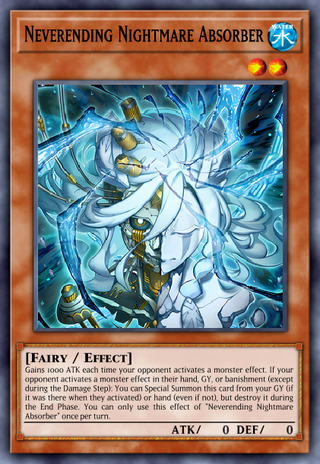 Neverending Nightmare Absorber
WATER
水
[Fairy / Effect]
Gains 1000 ATK each time your opponent activates a monster effect. If your
opponent activates a monster effect in their hand, GY, or banishment (except
during the Damage Step): You can Special Summon this card from your GY (if
it was there when they activated) or hand (even if not), but destroy it during
the End Phase. You can only use this effect of "Neverending Nightmare
Absorber" once per turn.
ATK/ 0 DEF/ 0